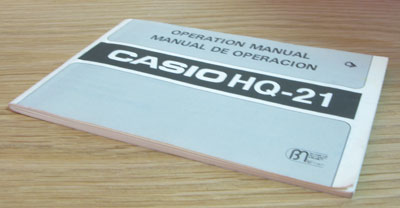 OPERATION MANUAL
MANUAL DE OPERACION
CASIO HQ-21